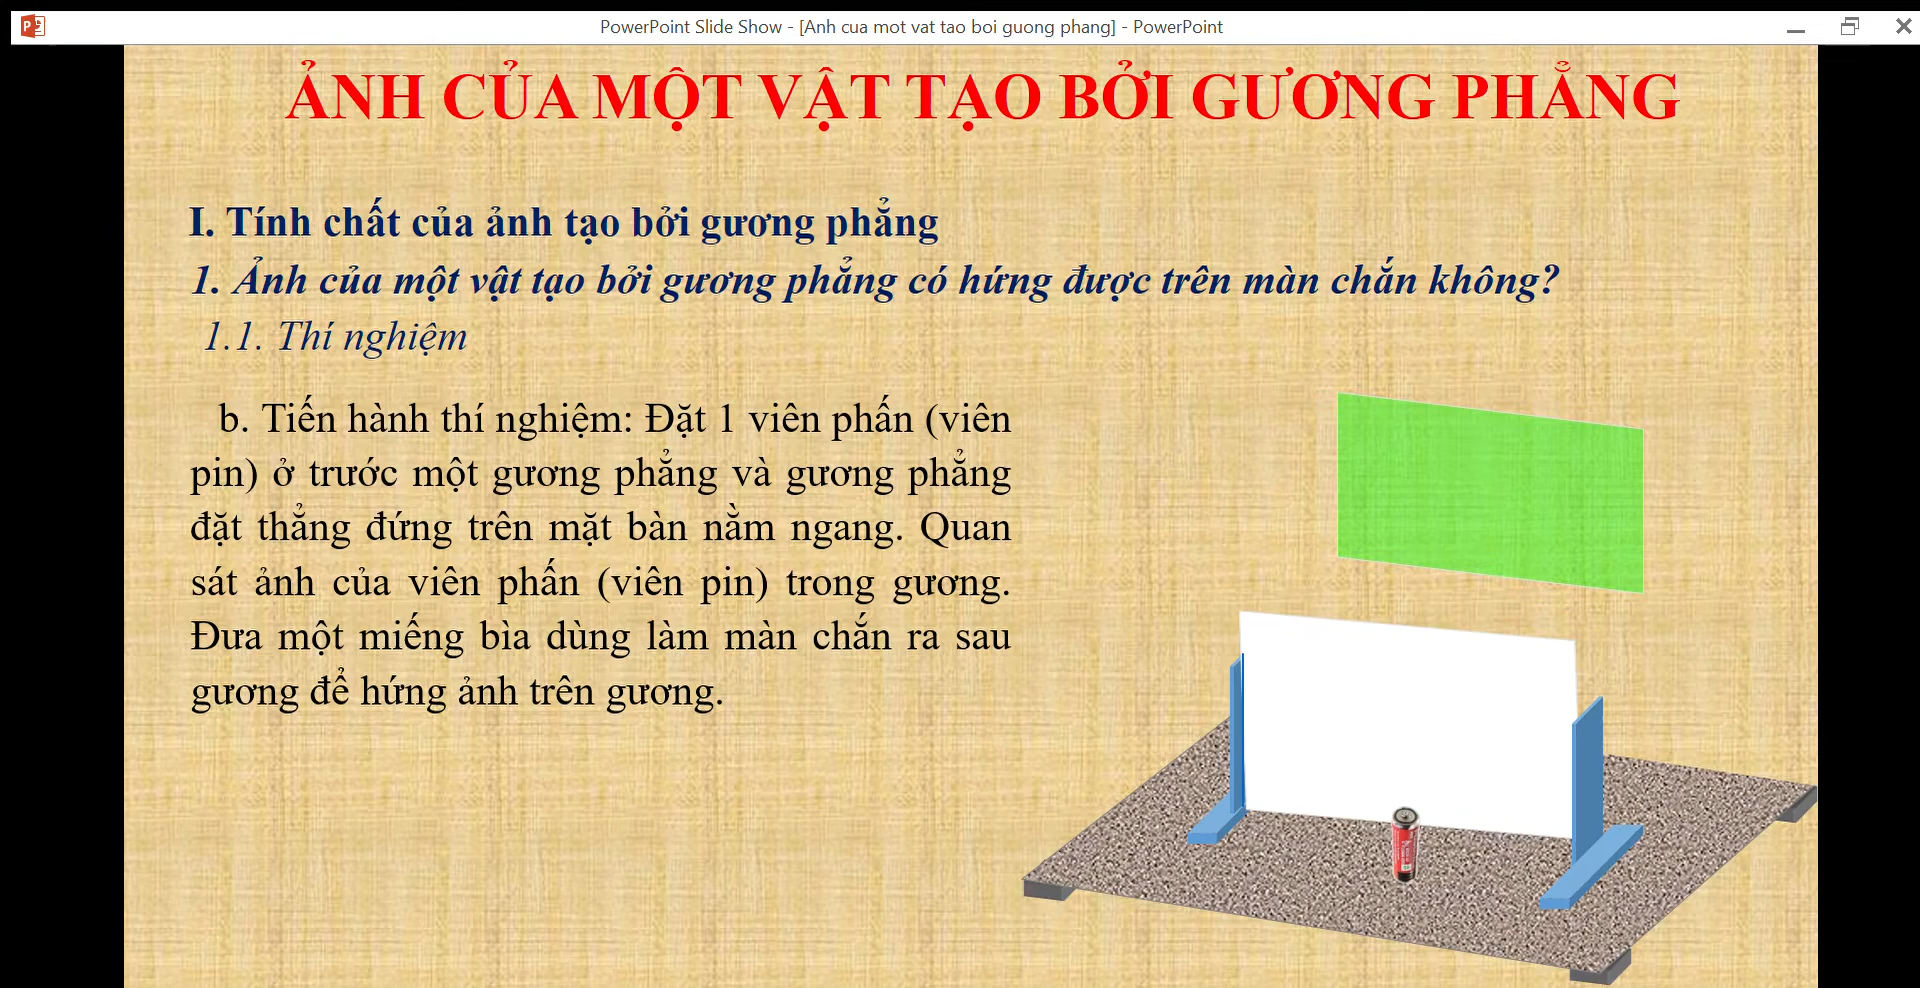 PowerPoint Slide Show - [Anh cua mot vat tao boi guong phang] - PowerPoint
ẢNH CỦA MỘT VẬT TẠO BỞI GƯƠNG PHẲNG
I. Tính chất của ảnh tạo bởi gương phẳng
1. Ảnh của một vật tạo bởi gương phẳng có hứng được trên màn chắn không?
1.1. Thí nghiệm
b. Tiến hành thí nghiệm: Đặt 1 viên phấn (viên
pin) ở trước một gương phẳng và gương phẳng
đặt thẳng đứng trên mặt bàn nằm ngang. Quan
sát ảnh của viên phấn (viên pin) trong gương.
Đưa một miếng bìa dùng làm màn chắn ra sau
gương để hứng ảnh trên gương.